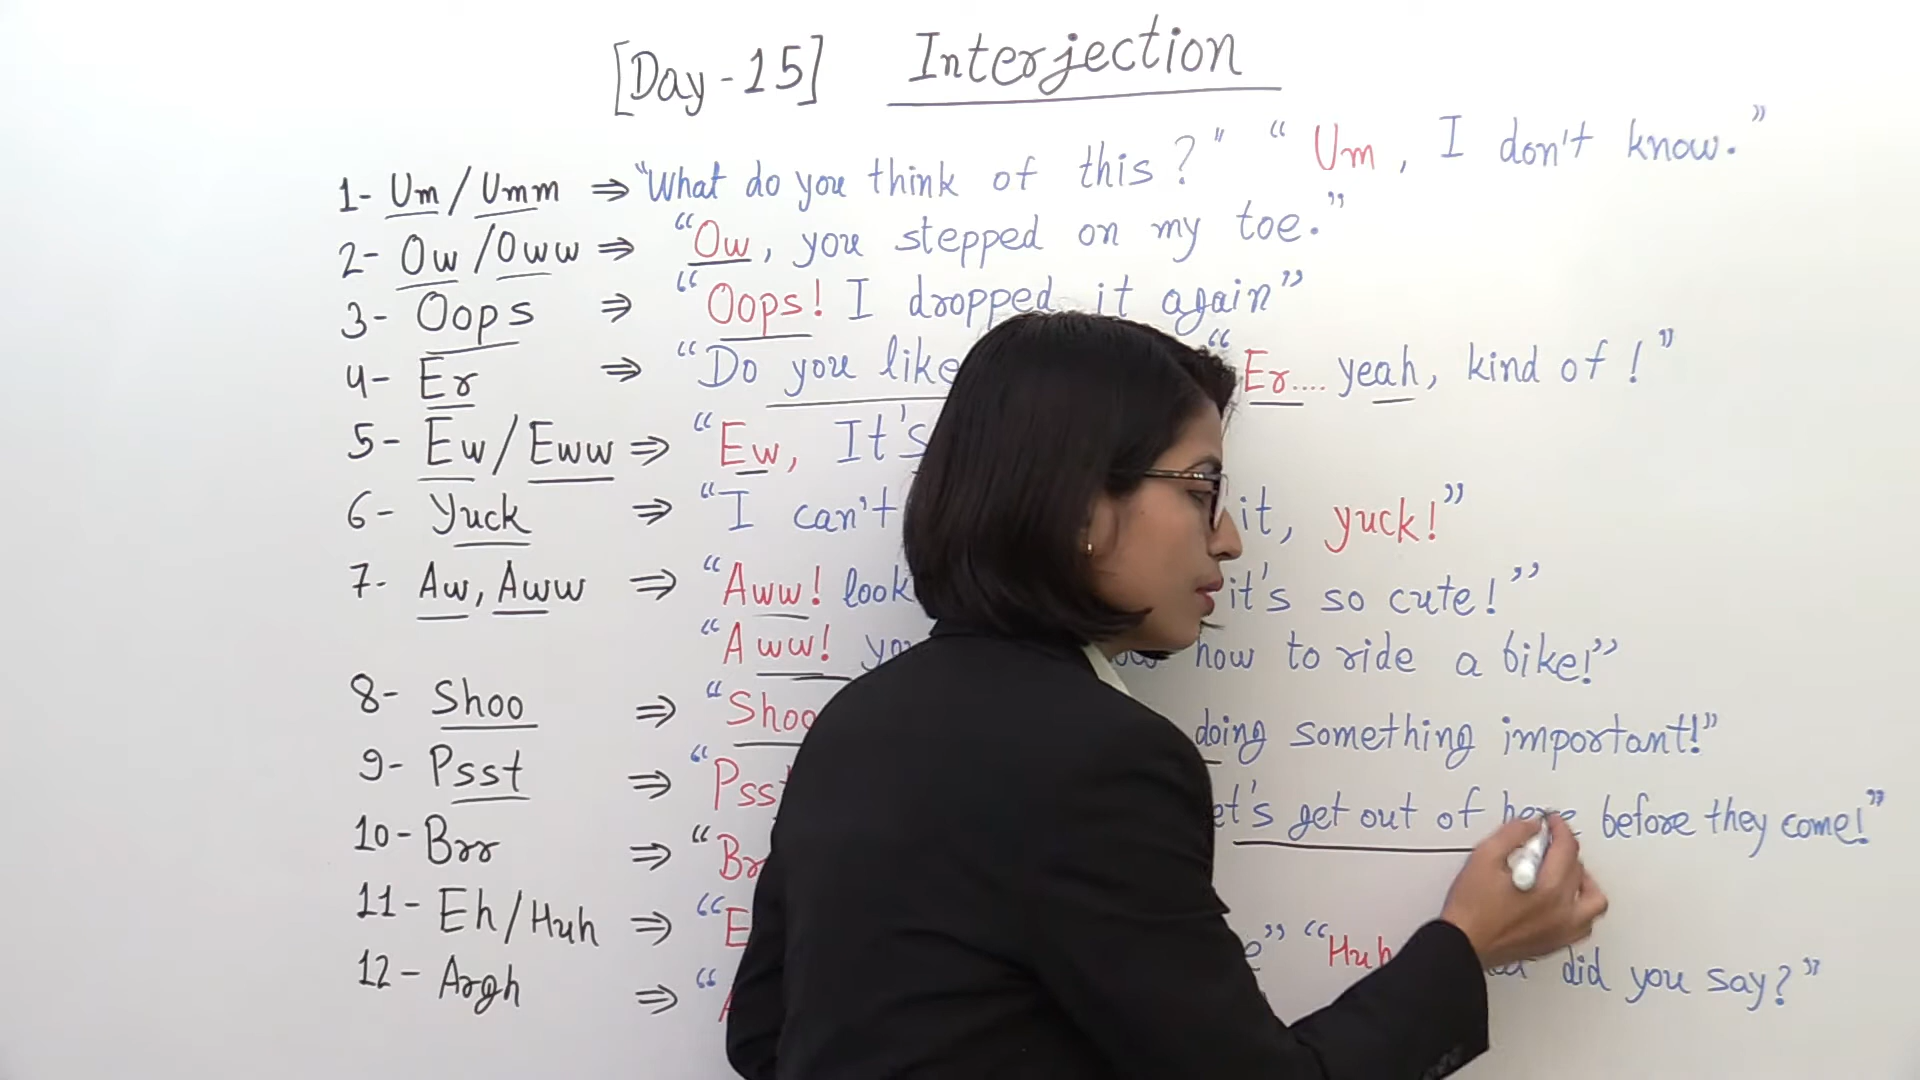 [Day - 15] Interjection
1- Um / Umm ⇒ "What do you think of this?" "Um, I don't know."
2- Ow / Oww ⇒ "Ow, you stepped on my toe."
3- Oops ⇒ "Oops! I dropped it again"
4- Er ⇒ "Do you like "Er.... yeah, kind of!"
5- Ew / Eww ⇒ "Ew, It's
6- Yuck ⇒ "I can't it, yuck!"
7- Aw, Aww ⇒ "Aww! look it's so cute!"
"Aww! how to ride a bike!"
8- Shoo ⇒ "Shoo doing something important!"
9- Psst ⇒ "Psst get out of here before they come!"
10- Brr ⇒ "
11- Eh / Huh ⇒ " "Huh did you say?"
12- Argh ⇒ "